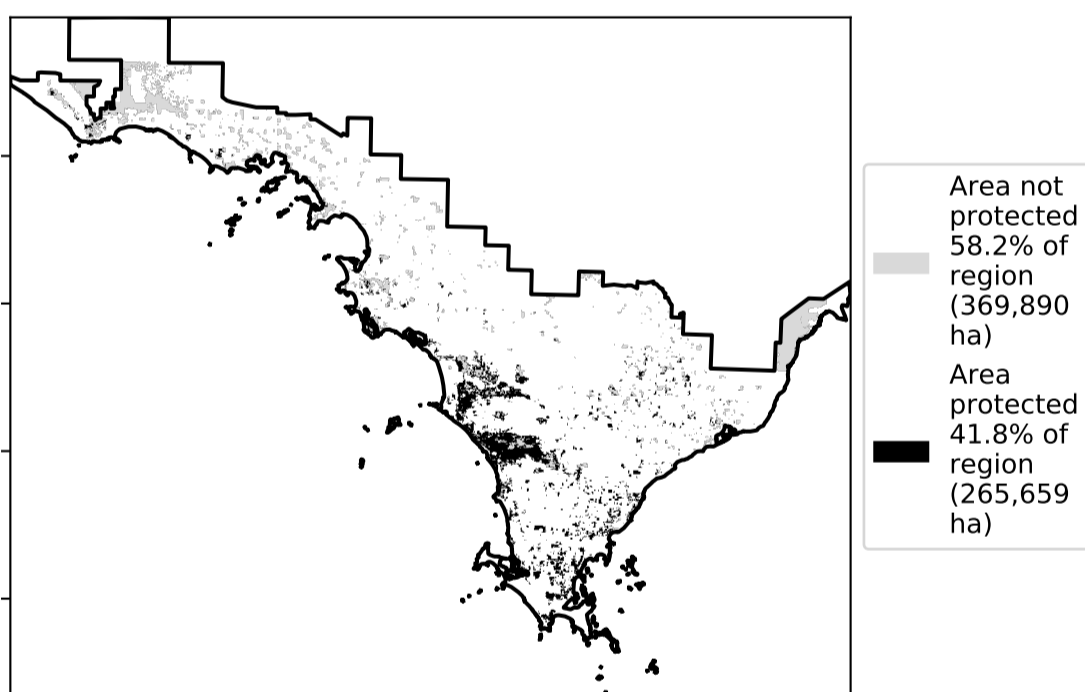 Area not
protected
58.2% of
region
(369,890
ha)
Area
protected
41.8% of
region
(265,659
ha)